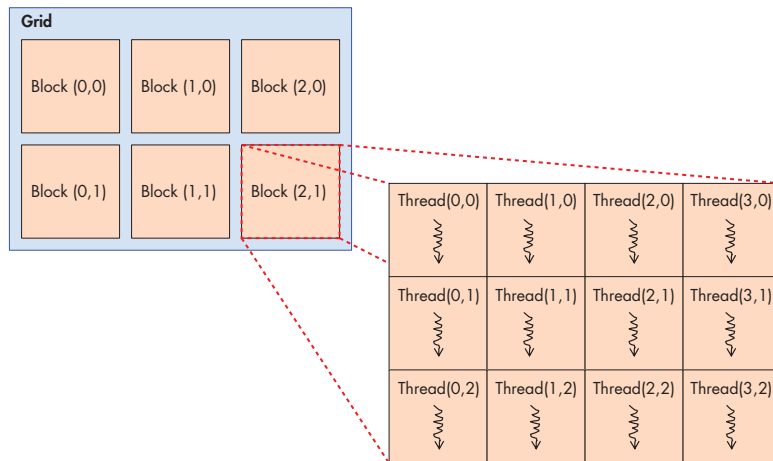 Grid
Block (0,0)
Block (1,0)
Block (2,0)
Block (0,1)
Block (1,1)
Block (2,1)
Thread(0,0)
Thread(1,0)
Thread(2,0)
Thread(3,0)
Thread(0,1)
Thread(1,1)
Thread(2,1)
Thread(3,1)
Thread(0,2)
Thread(1,2)
Thread(2,2)
Thread(3,2)